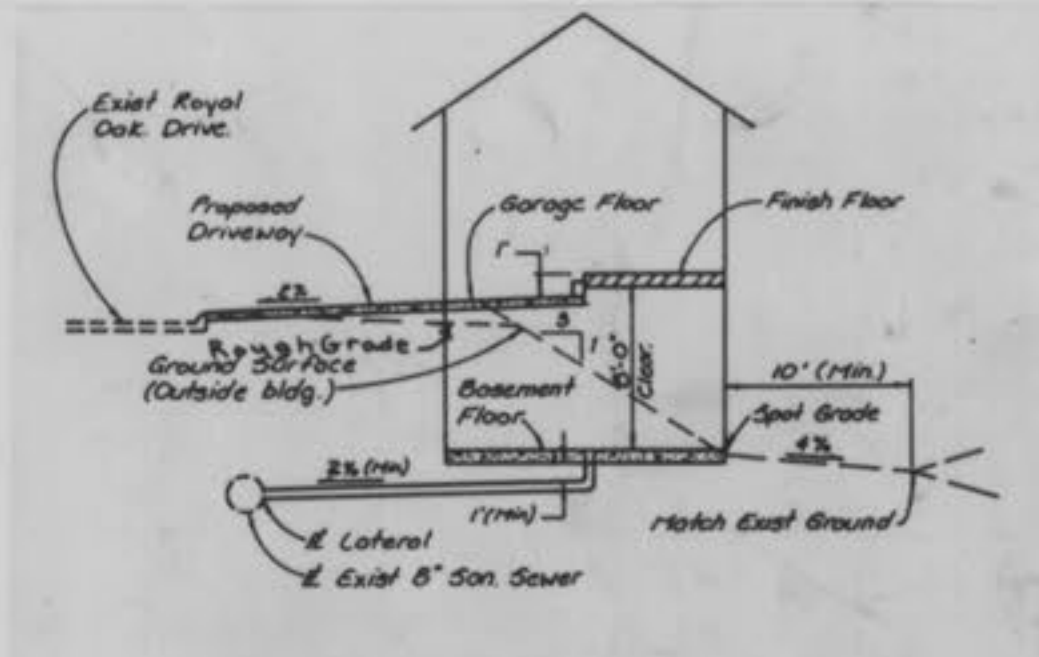 Exist Royal
Oak Drive.
Proposed
Driveway
Garage Floor
Finish Floor
1'
2%
3
1
Rough Grade
Ground Surface
(Outside bldg.)
8'-0"
Clear.
Basement
Floor
10' (Min.)
Spot Grade
4%
2% (Min)
1' (Min)
Match Exist Ground
℄ Lateral
℄ Exist 8" San. Sewer